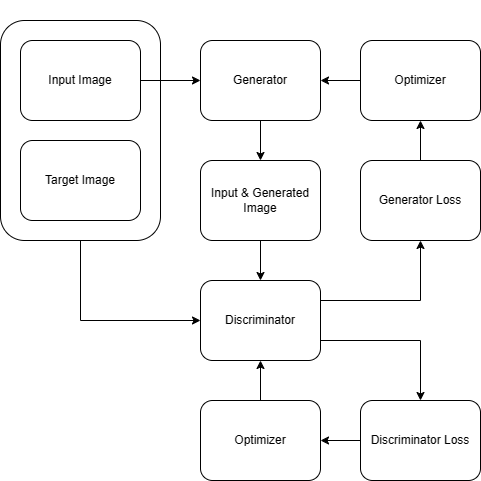 Input Image
Generator
Optimizer
Target Image
Input & Generated
Image
Generator Loss
Discriminator
Optimizer
Discriminator Loss